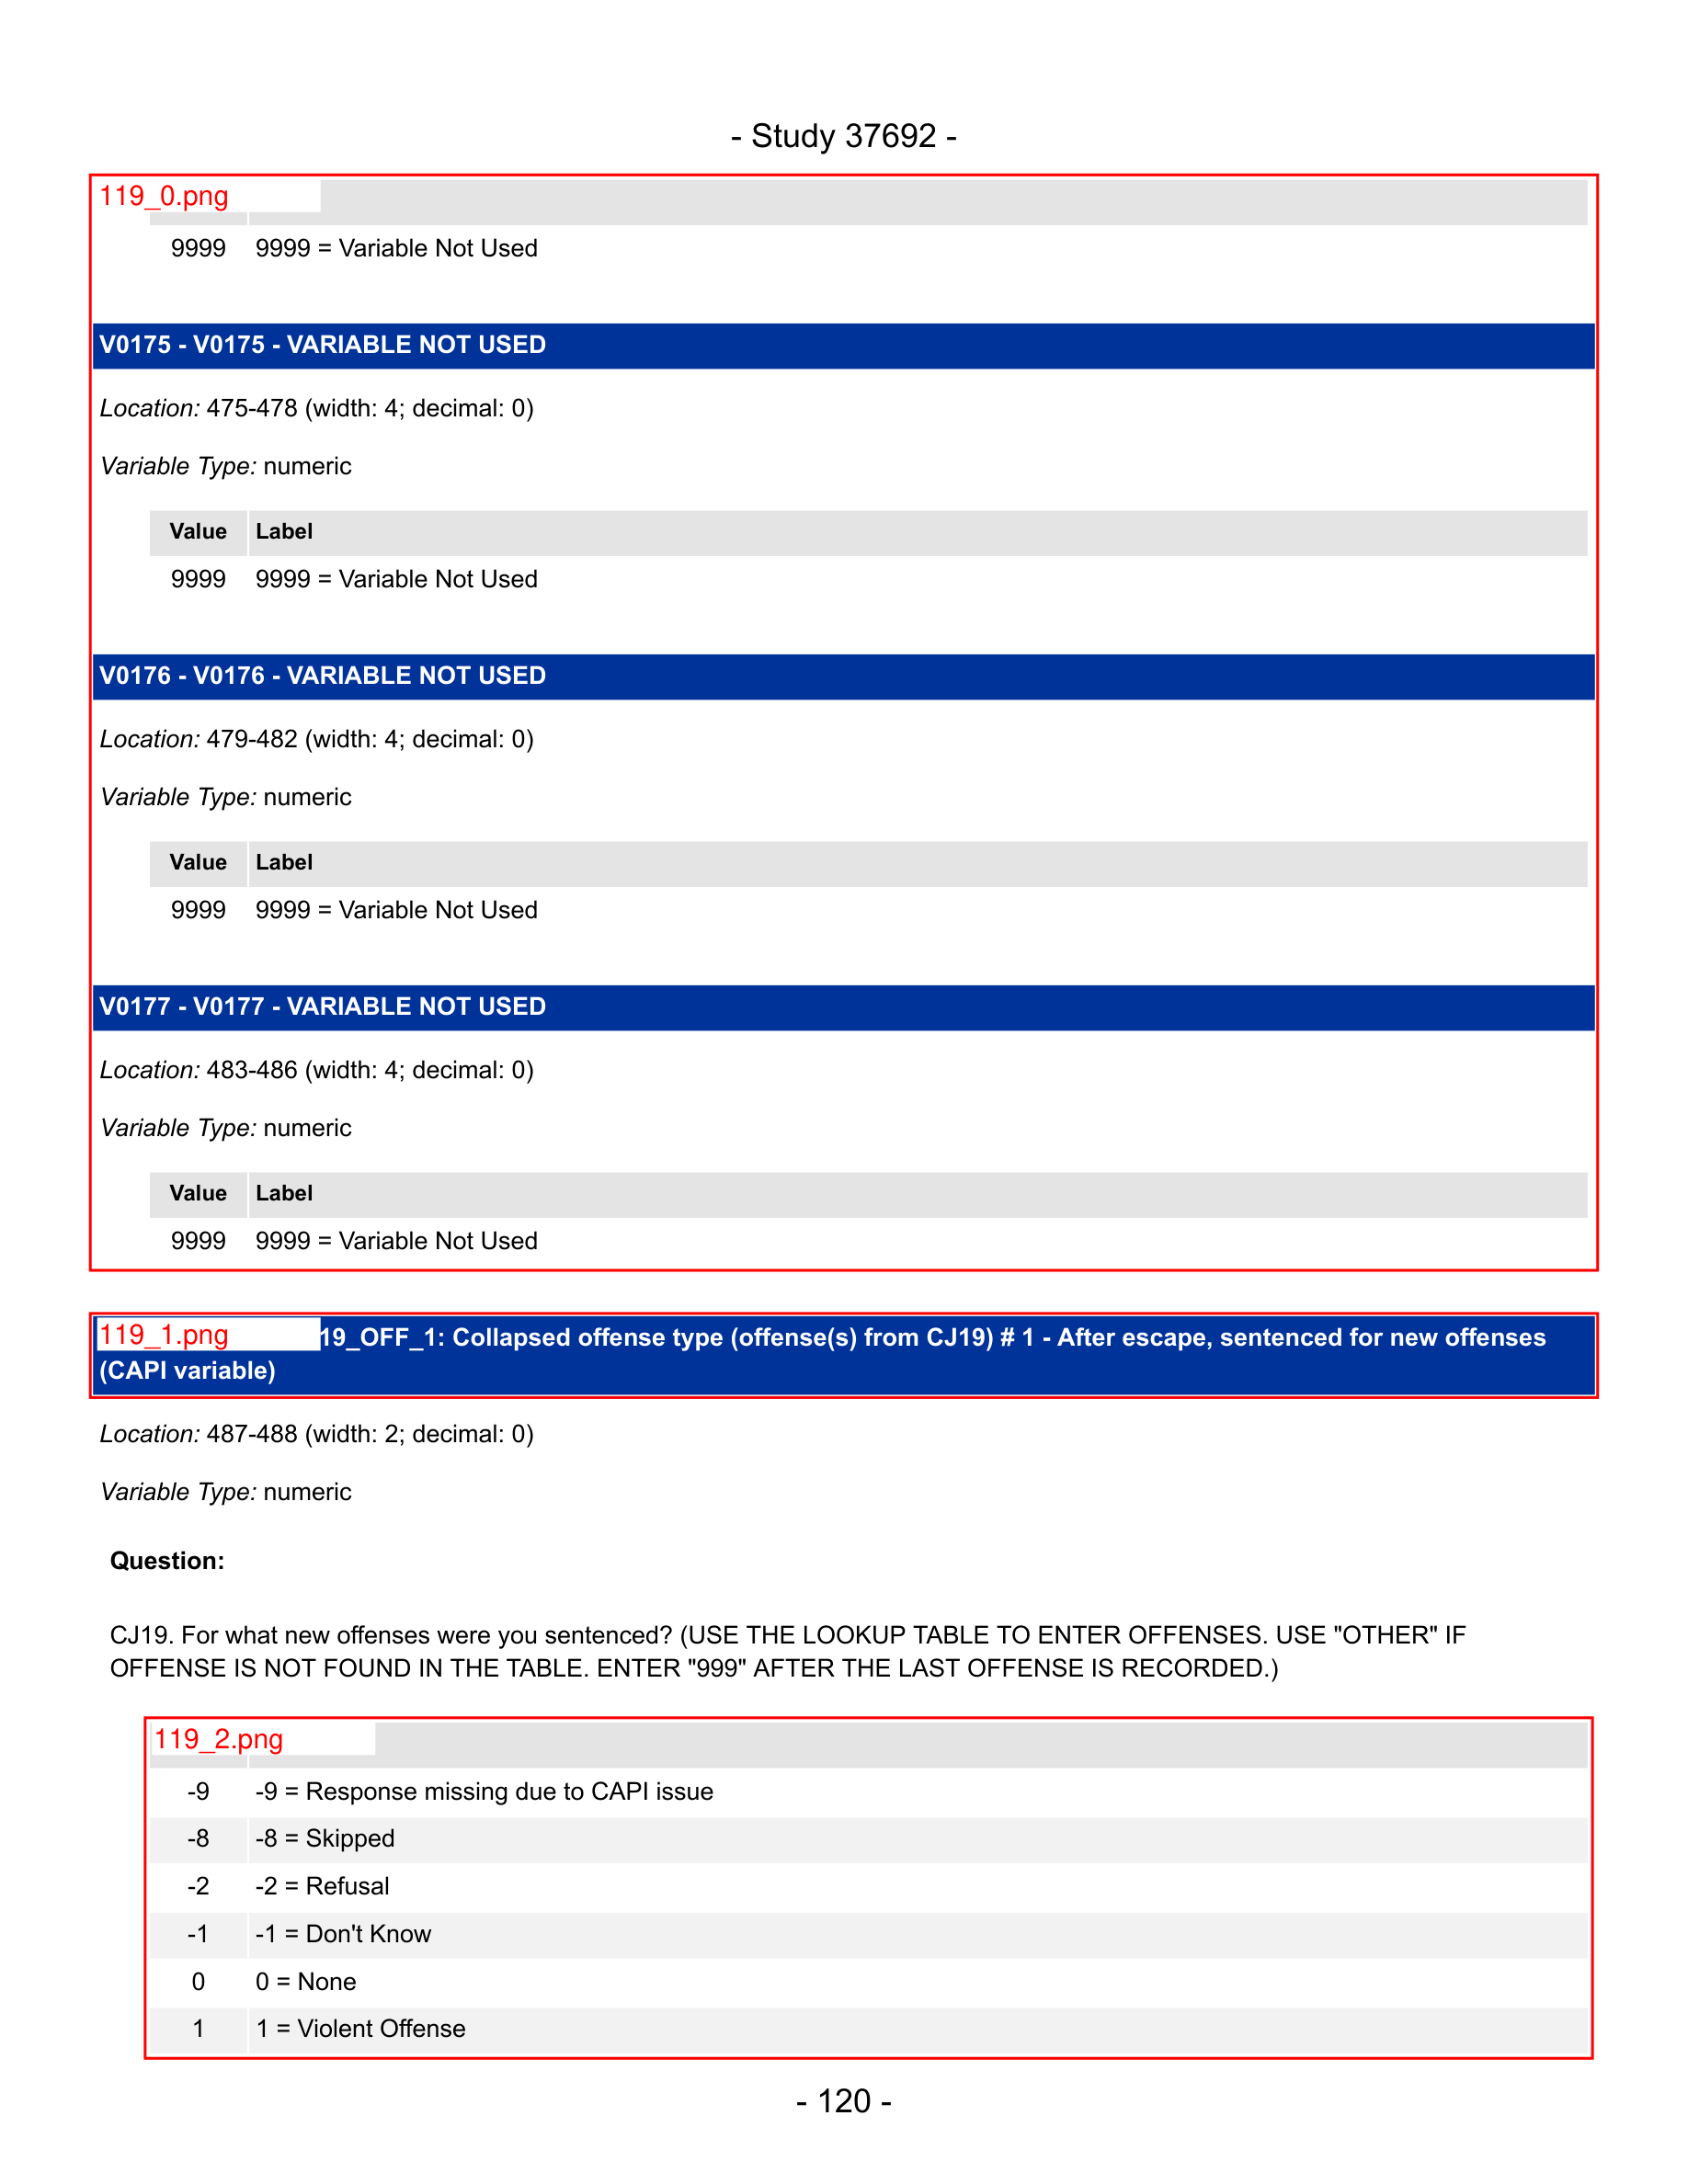 - Study 37692 -
119_0.png
9999 9999 = Variable Not Used
V0175 - V0175 - VARIABLE NOT USED
Location: 475-478 (width: 4; decimal: 0)
Variable Type: numeric
Value Label
9999 9999 = Variable Not Used
V0176 - V0176 - VARIABLE NOT USED
Location: 479-482 (width: 4; decimal: 0)
Variable Type: numeric
Value Label
9999 9999 = Variable Not Used
V0177 - V0177 - VARIABLE NOT USED
Location: 483-486 (width: 4; decimal: 0)
Variable Type: numeric
Value Label
9999 9999 = Variable Not Used
119_1.png 19_OFF_1: Collapsed offense type (offense(s) from CJ19) # 1 - After escape, sentenced for new offenses
(CAPI variable)
Location: 487-488 (width: 2; decimal: 0)
Variable Type: numeric
Question:
CJ19. For what new offenses were you sentenced? (USE THE LOOKUP TABLE TO ENTER OFFENSES. USE "OTHER" IF
OFFENSE IS NOT FOUND IN THE TABLE. ENTER "999" AFTER THE LAST OFFENSE IS RECORDED.)
119_2.png
-9 -9 = Response missing due to CAPI issue
-8 -8 = Skipped
-2 -2 = Refusal
-1 -1 = Don't Know
0 0 = None
1 1 = Violent Offense
- 120 -